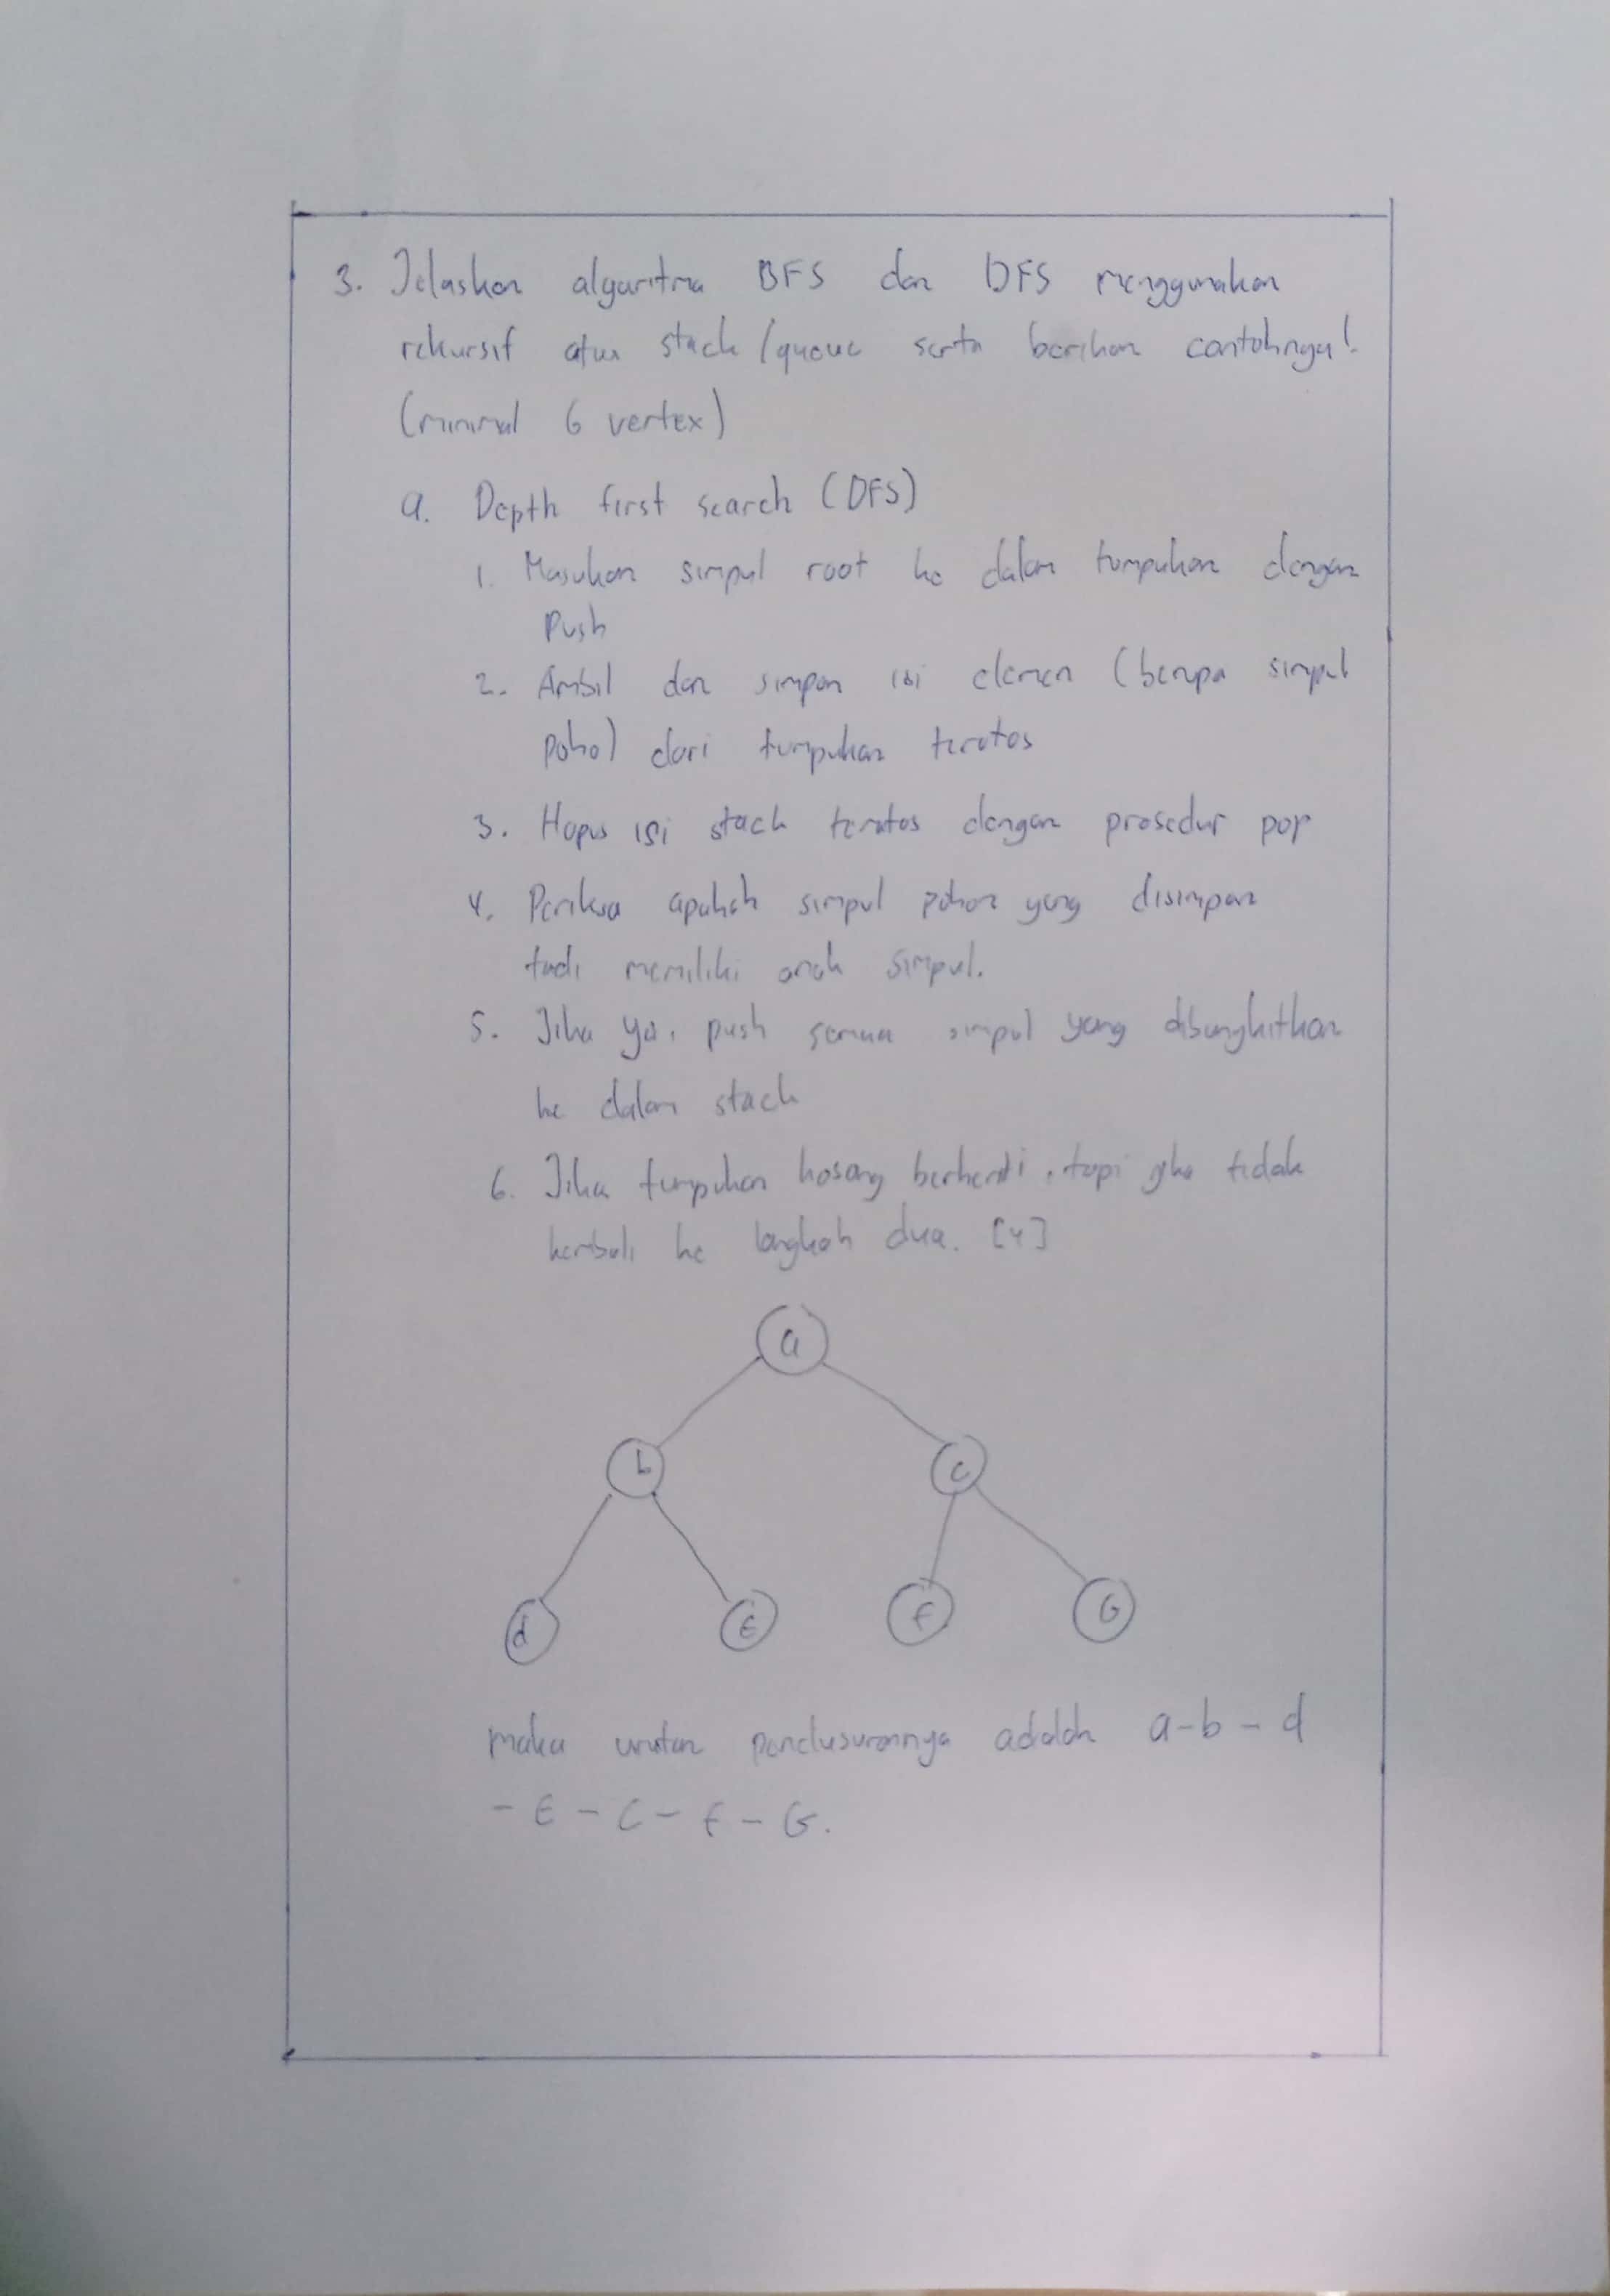 3. Jelaskan algoritma BFS dan DFS menggunakan
rekursif atau stack/queue serta berikan contohnya!
(minimal 6 vertex)
a. Depth first search (DFS)
1. Masukan simpul root ke dalam tumpukan dengan
Push
2. Ambil dan simpan isi elemen (berupa simpul
poho) dari tumpukan teratas
3. Hapus isi stack teratas dengan prosedur pop
4. Periksa apakah simpul pohon yang disimpan
tadi memiliki anak simpul.
5. Jika ya, push semua simpul yang dibangkitkan
ke dalam stack
6. Jika tumpukan kosong berhenti, tapi jika tidak
kembali ke langkah dua. [4]
a
b c
d E F G
maka urutan penelusurannya adalah a-b-d
- E - C - F - G.